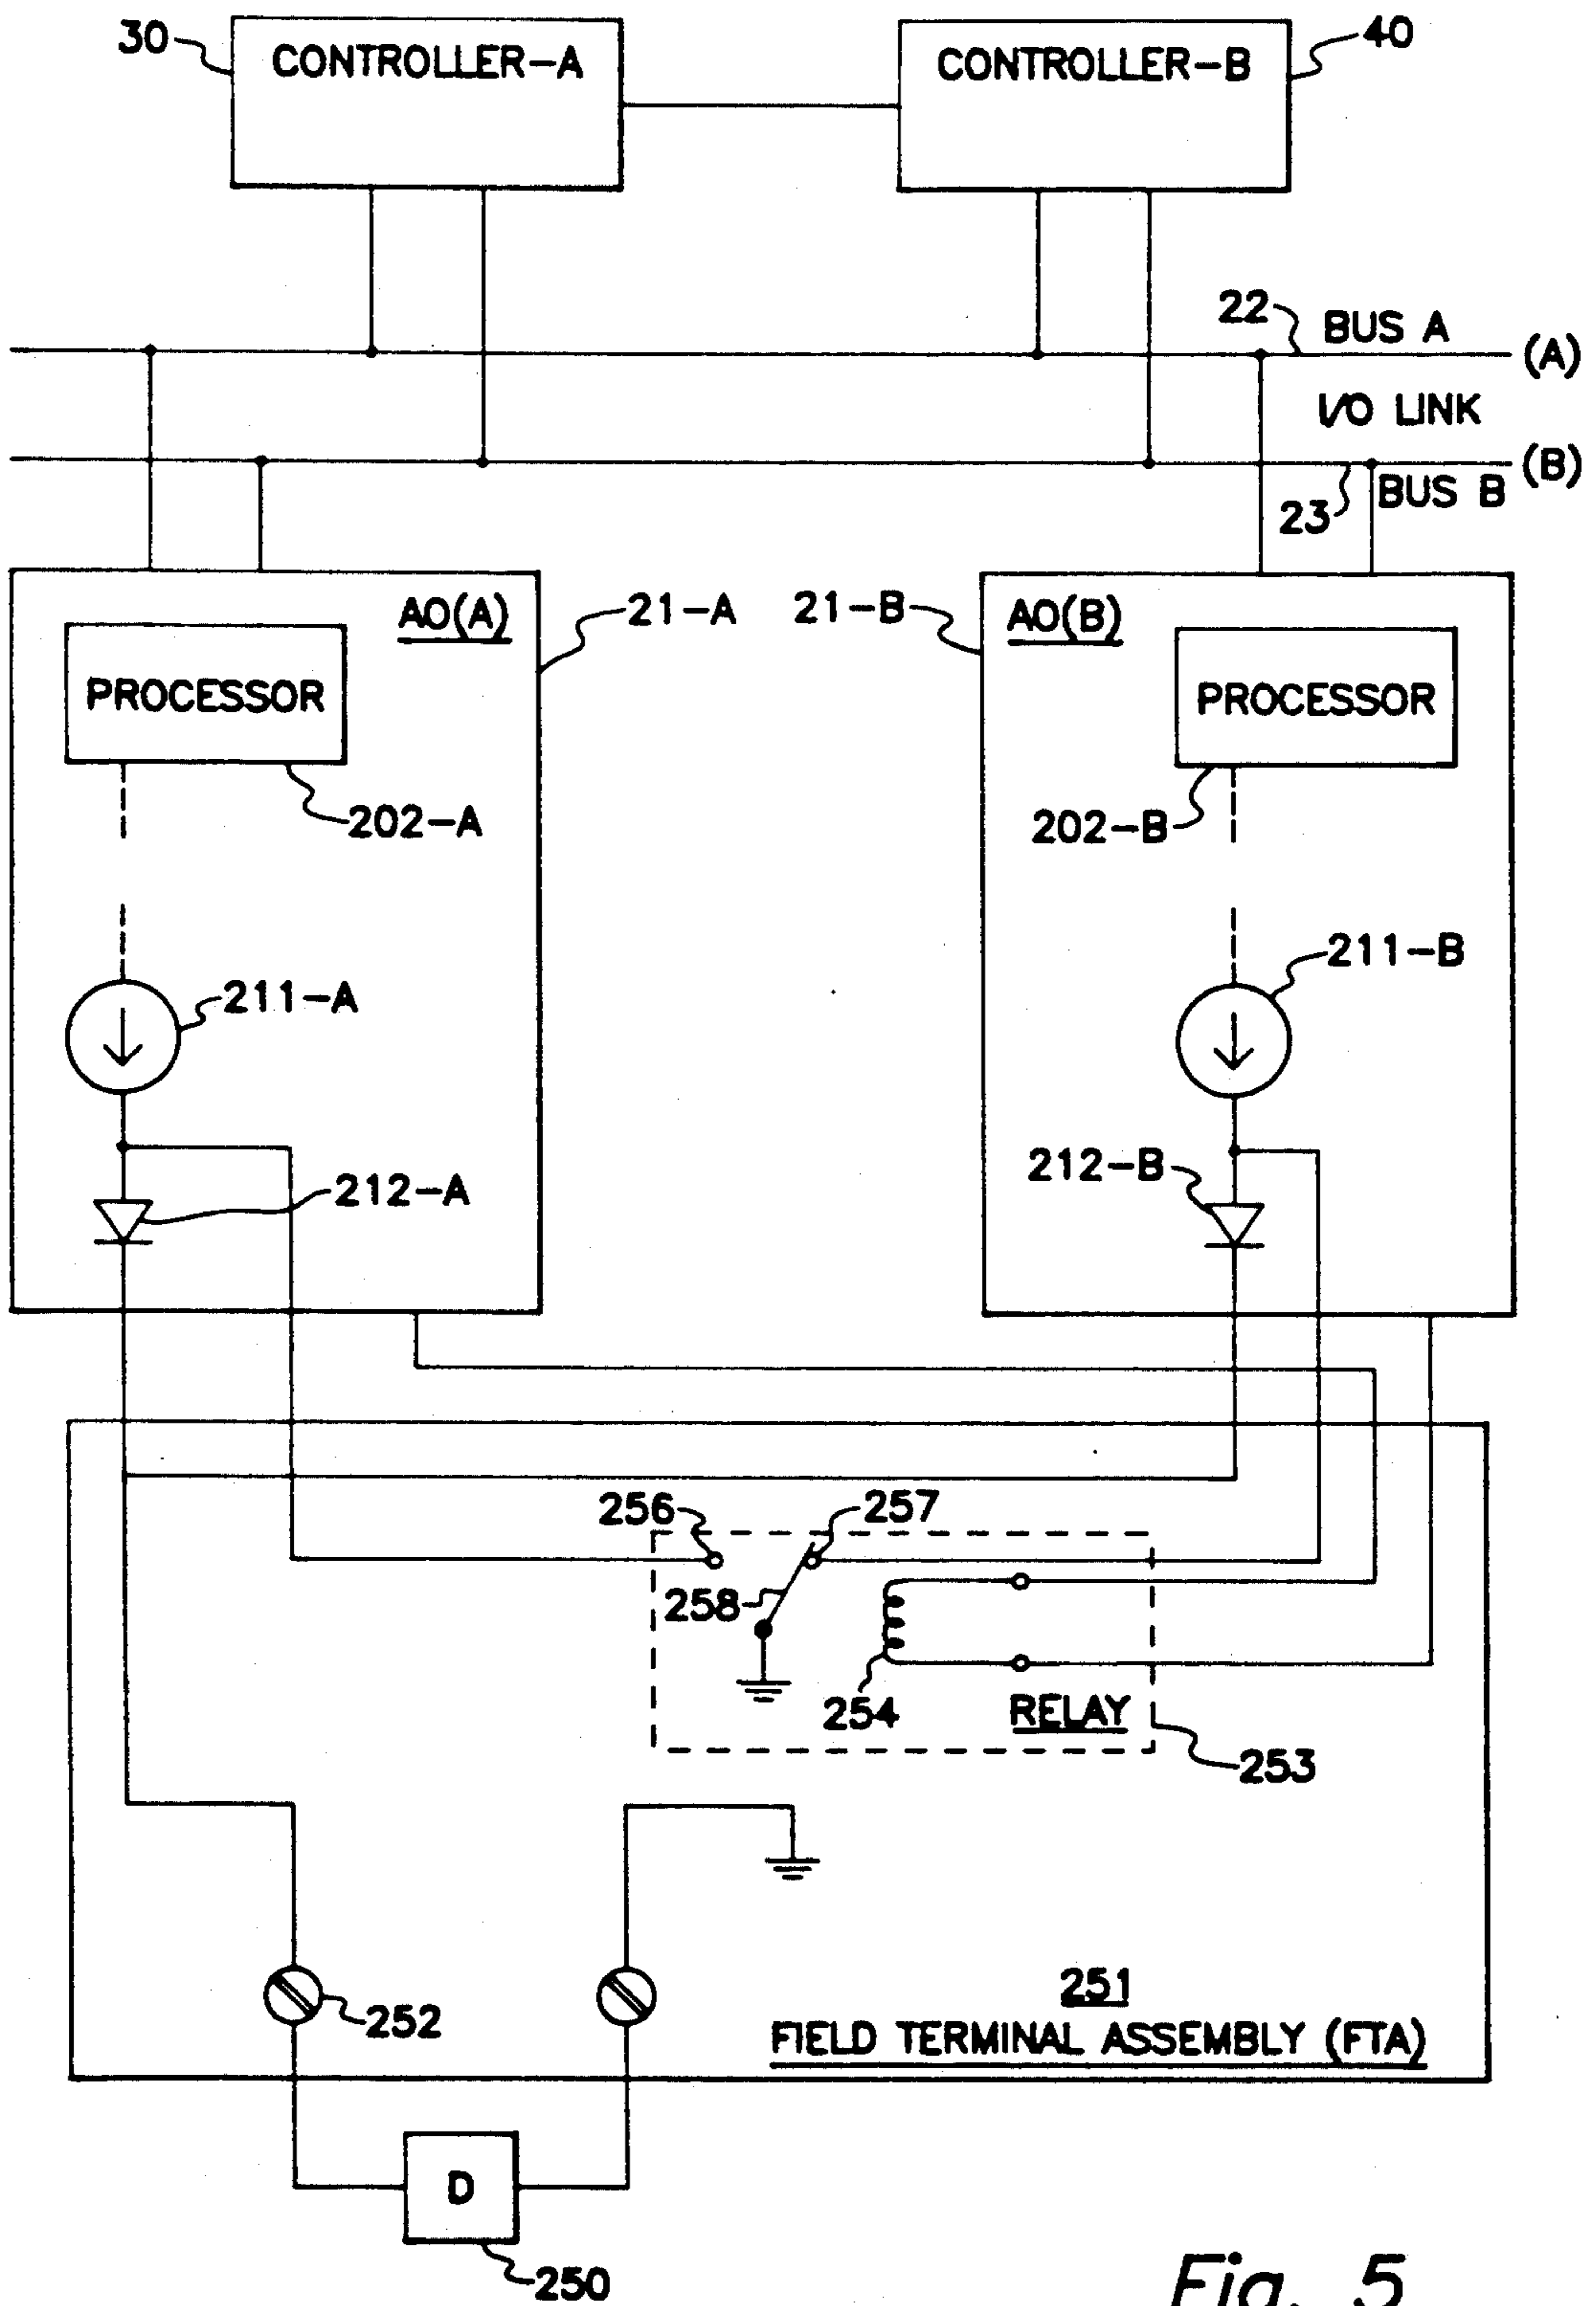 30
CONTROLLER-A
CONTROLLER-B
40
22
BUS A
(A)
I/O LINK
(B)
23
BUS B
AO(A)
21-A
21-B
AO(B)
PROCESSOR
PROCESSOR
202-A
202-B
211-A
211-B
212-A
212-B
256
257
258
254
RELAY
253
252
251
FIELD TERMINAL ASSEMBLY (FTA)
D
250
Fig. 5